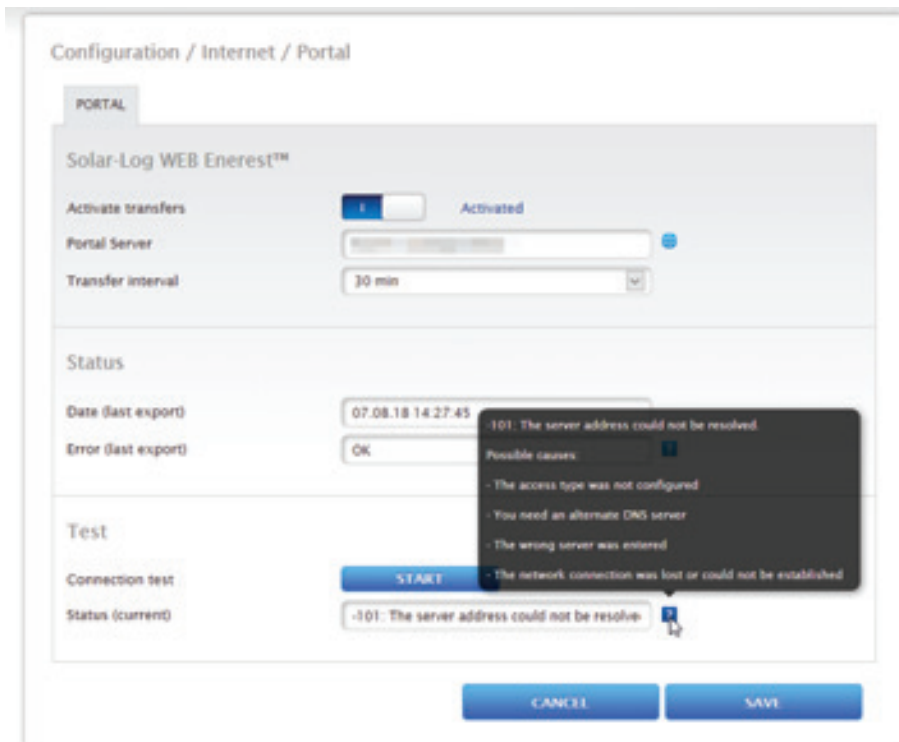 Configuration / Internet / Portal
PORTAL
Solar-Log WEB Enerest™
Activate transfers
I
Activated
Portal Server
Transfer interval
30 min
Status
Date (last export)
07.08.18 14:27:45
Error (last export)
OK
?
-101: The server address could not be resolved.
Possible causes:
- The access type was not configured
- You need an alternate DNS server
- The wrong server was entered
- The network connection was lost or could not be established
Test
Connection test
START
Status (current)
-101: The server address could not be resolve
?
CANCEL
SAVE